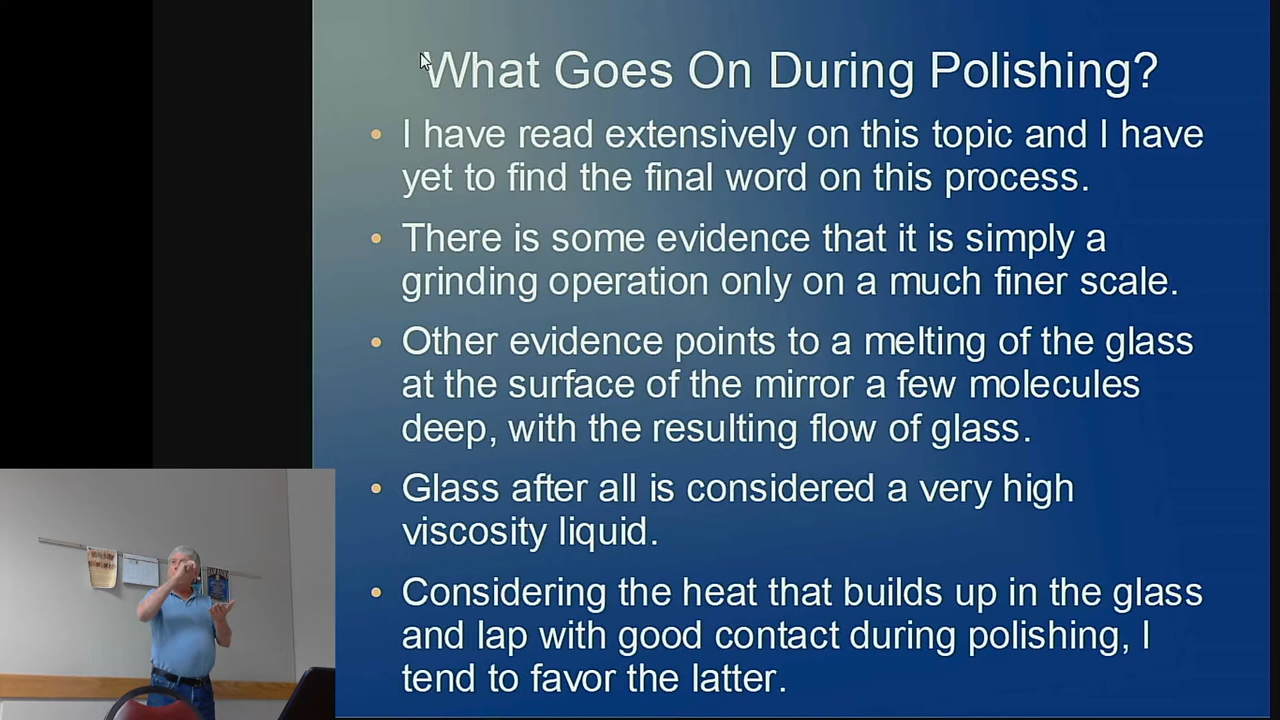 What Goes On During Polishing?
• I have read extensively on this topic and I have
yet to find the final word on this process.
• There is some evidence that it is simply a
grinding operation only on a much finer scale.
• Other evidence points to a melting of the glass
at the surface of the mirror a few molecules
deep, with the resulting flow of glass.
• Glass after all is considered a very high
viscosity liquid.
• Considering the heat that builds up in the glass
and lap with good contact during polishing, I
tend to favor the latter.